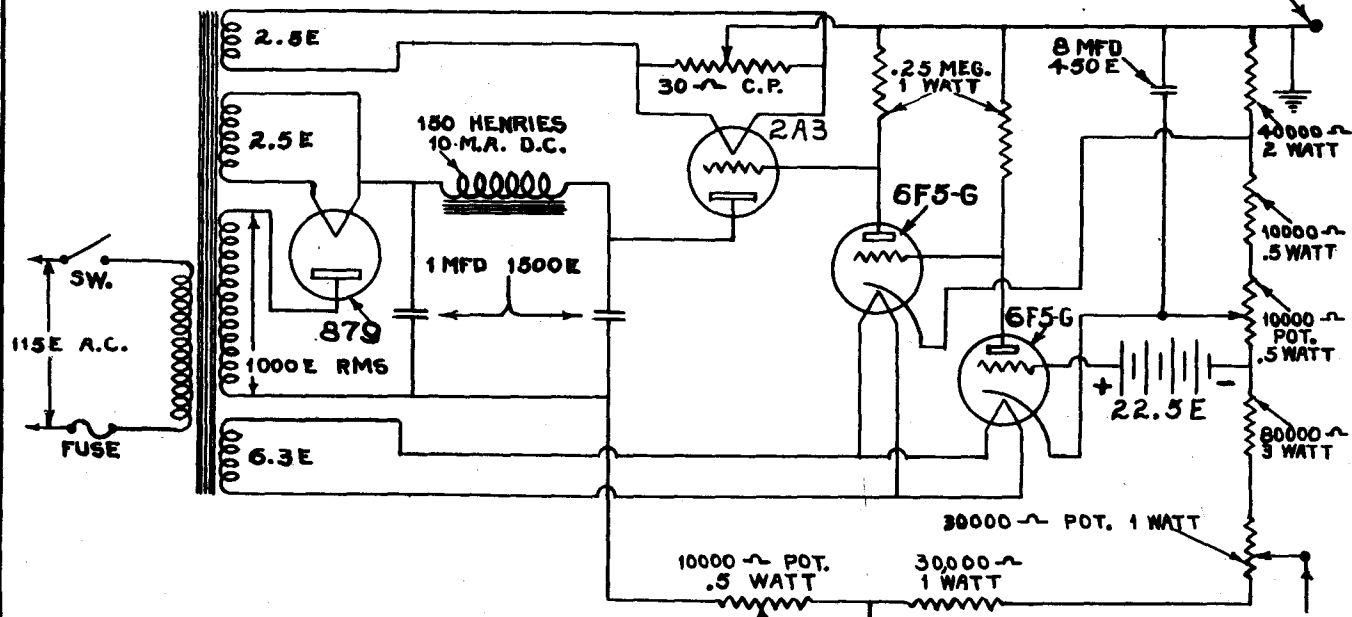 2.5E
8 MFD
450E
.25 MEG.
1 WATT
30 Ω C.P.
2A3
40000 Ω
2 WATT
2.5E
150 HENRIES
10 M.A. D.C.
6F5-G
10000 Ω
.5 WATT
SW.
1 MFD 1500E
879
115E A.C.
1000E RMS
6F5-G
10000 Ω
POT.
.5 WATT
+
-
22.5E
FUSE
6.3E
80000 Ω
3 WATT
30000 Ω POT. 1 WATT
10000 Ω POT.
.5 WATT
30,000 Ω
1 WATT